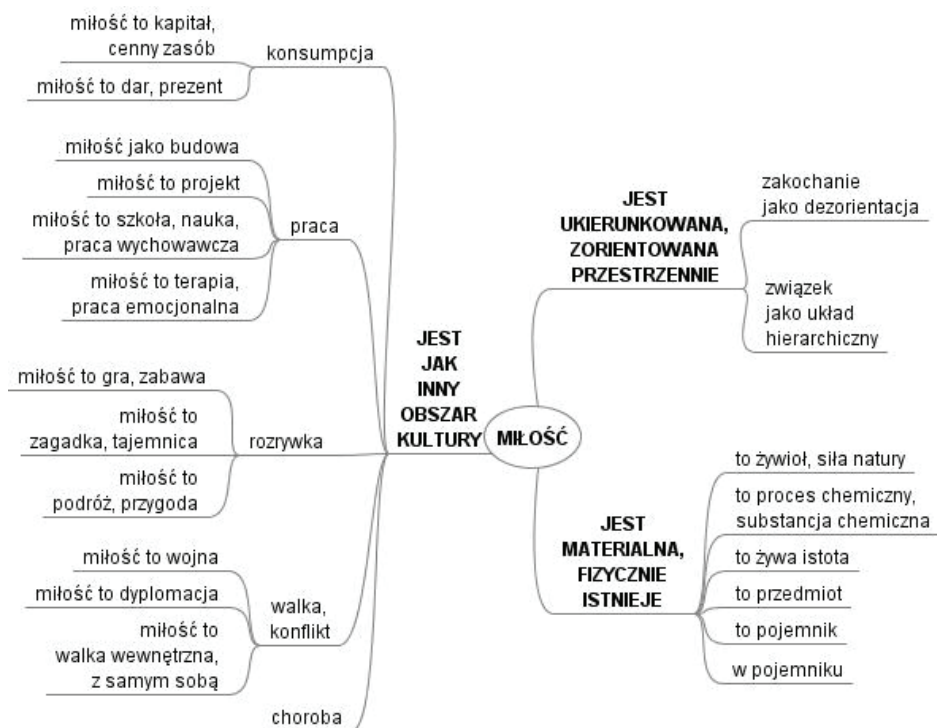 miłość to kapitał,
cenny zasób
miłość to dar, prezent
konsumpcja
miłość jako budowa
miłość to projekt
miłość to szkoła, nauka,
praca wychowawcza
miłość to terapia,
praca emocjonalna
praca
miłość to gra, zabawa
miłość to
zagadka, tajemnica
miłość to
podróż, przygoda
rozrywka
miłość to wojna
miłość to dyplomacja
miłość to
walka wewnętrzna,
z samym sobą
walka,
konflikt
choroba
JEST
JAK
INNY
OBSZAR
KULTURY
MIŁOŚĆ
JEST
UKIERUNKOWANA,
ZORIENTOWANA
PRZESTRZENNIE
zakochanie
jako dezorientacja
związek
jako układ
hierarchiczny
JEST
MATERIALNA,
FIZYCZNIE
ISTNIEJE
to żywioł, siła natury
to proces chemiczny,
substancja chemiczna
to żywa istota
to przedmiot
to pojemnik
w pojemniku